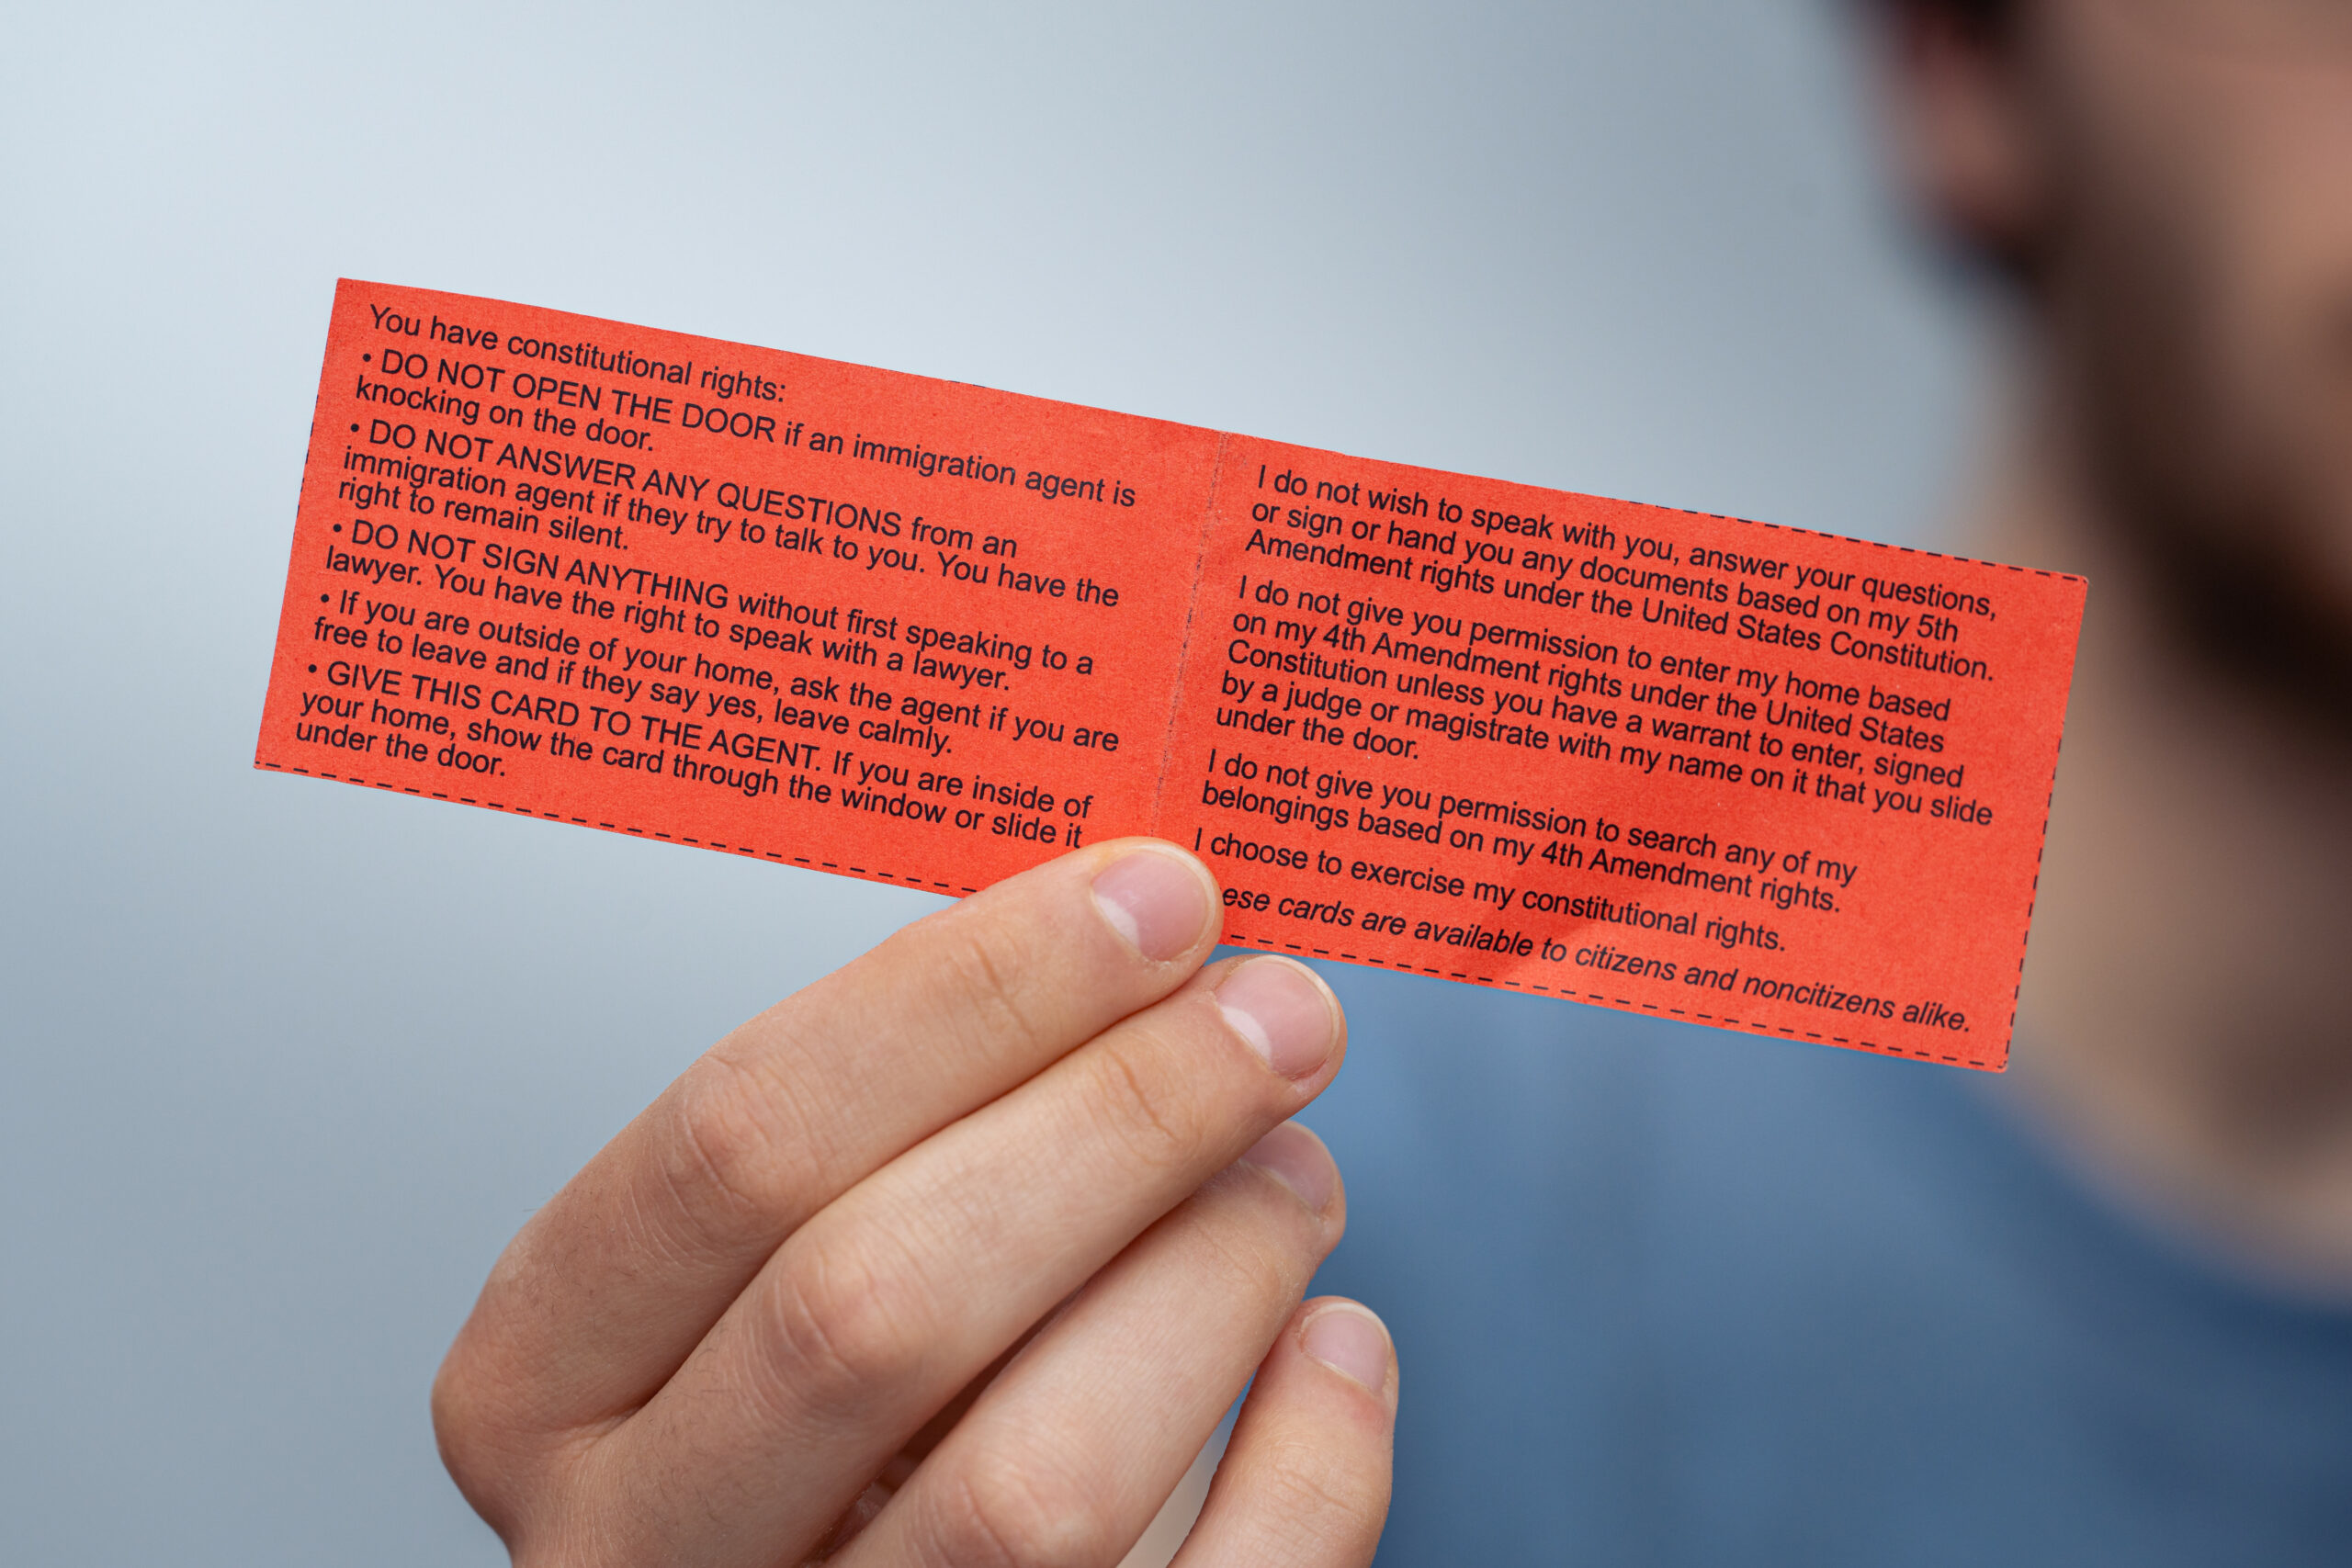 You have constitutional rights:
• DO NOT OPEN THE DOOR if an immigration agent is
knocking on the door.
• DO NOT ANSWER ANY QUESTIONS from an
immigration agent if they try to talk to you. You have the
right to remain silent.
• DO NOT SIGN ANYTHING without first speaking to a
lawyer. You have the right to speak with a lawyer.
• If you are outside of your home, ask the agent if you are
free to leave and if they say yes, leave calmly.
• GIVE THIS CARD TO THE AGENT. If you are inside of
your home, show the card through the window or slide it
under the door.
I do not wish to speak with you, answer your questions,
or sign or hand you any documents based on my 5th
Amendment rights under the United States Constitution.
I do not give you permission to enter my home based
on my 4th Amendment rights under the United States
Constitution unless you have a warrant to enter, signed
by a judge or magistrate with my name on it that you slide
under the door.
I do not give you permission to search any of my
belongings based on my 4th Amendment rights.
I choose to exercise my constitutional rights.
ese cards are available to citizens and noncitizens alike.